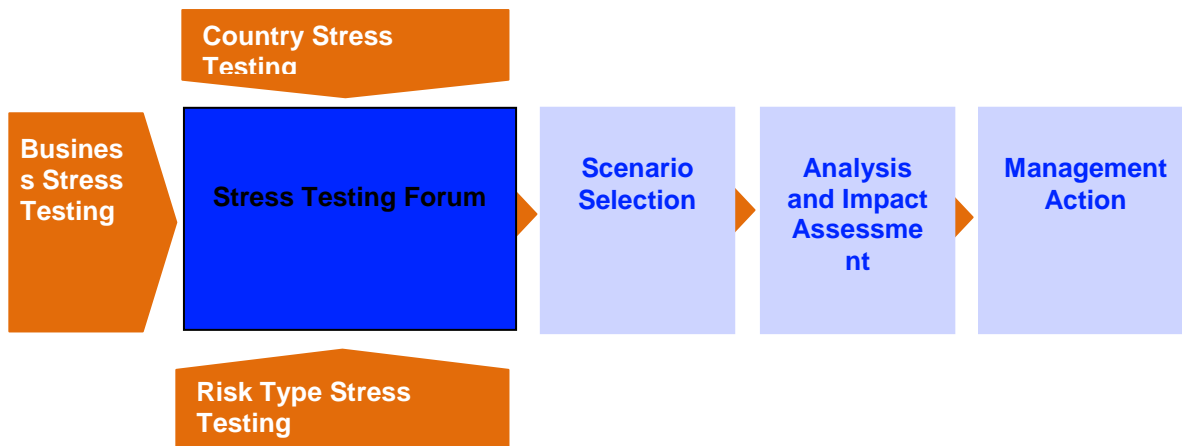 Country Stress
Testing
Busines
s Stress
Testing
Stress Testing Forum
Scenario
Selection
Analysis
and Impact
Assessme
nt
Management
Action
Risk Type Stress
Testing